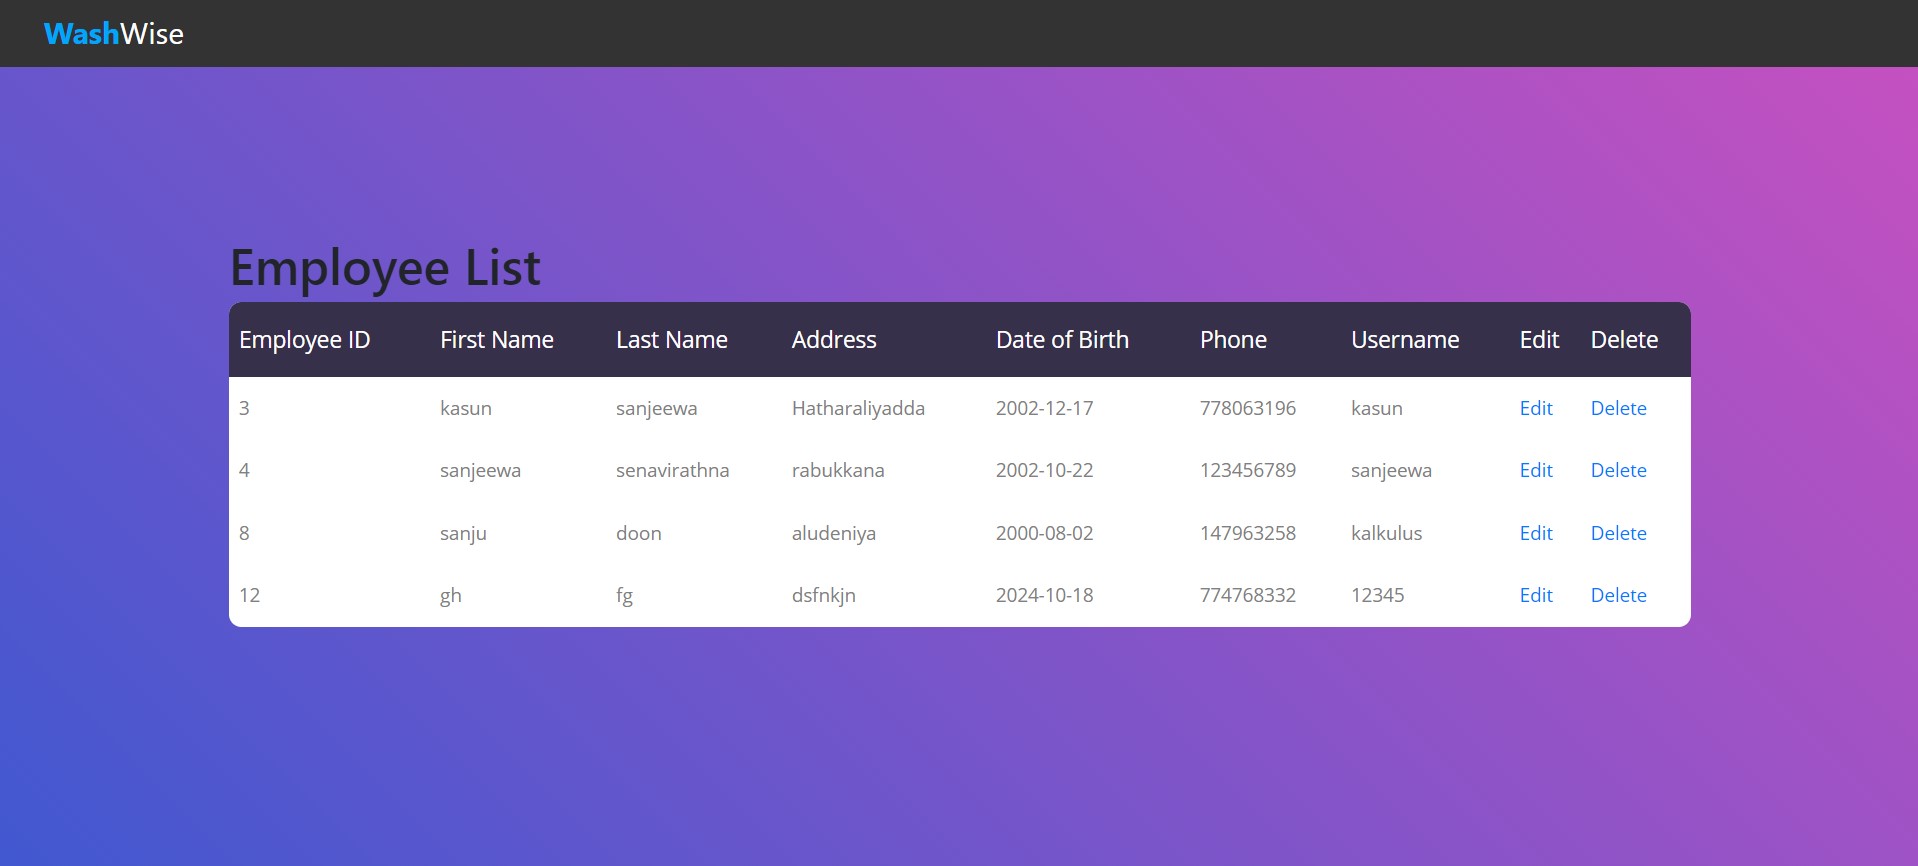 WashWise
Employee List
Employee ID First Name Last Name Address Date of Birth Phone Username Edit Delete
3 kasun sanjeewa Hatharaliyadda 2002-12-17 778063196 kasun Edit Delete
4 sanjeewa senavirathna rabukkana 2002-10-22 123456789 sanjeewa Edit Delete
8 sanju doon aludeniya 2000-08-02 147963258 kalkulus Edit Delete
12 gh fg dsfnkjn 2024-10-18 774768332 12345 Edit Delete